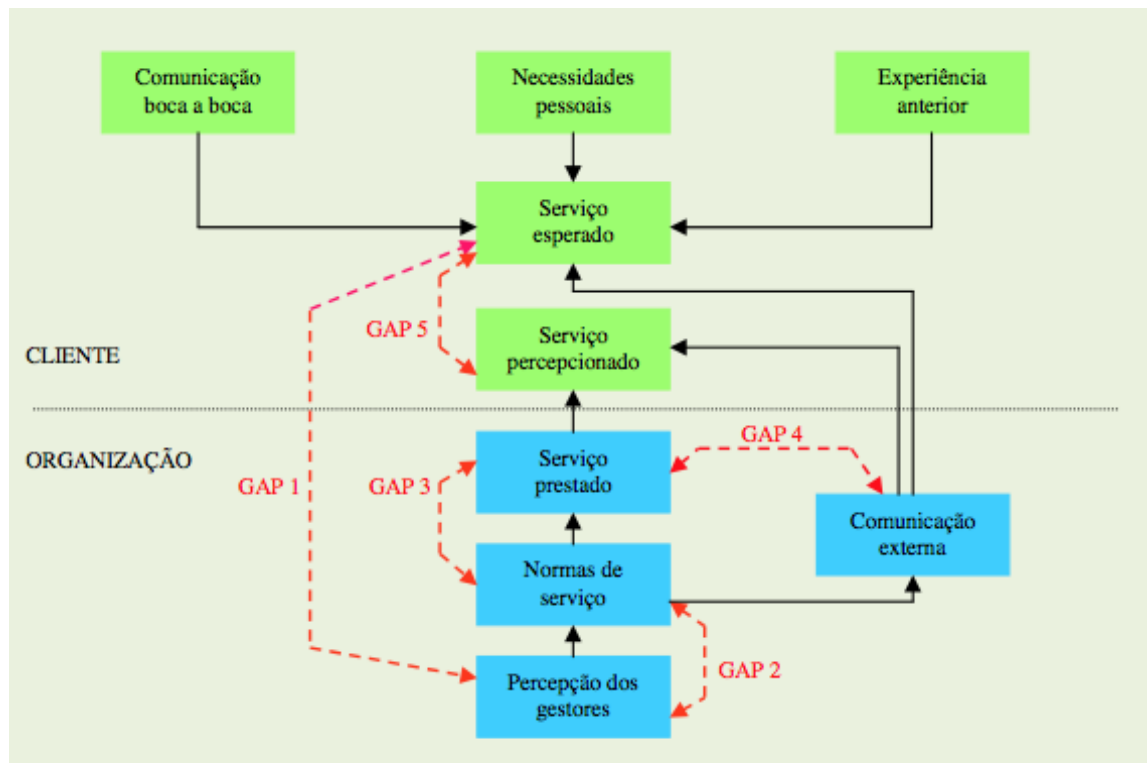 Comunicação
boca a boca
Necessidades
pessoais
Experiência
anterior
Serviço
esperado
GAP 5
Serviço
percepcionado
CLIENTE
ORGANIZAÇÃO
GAP 1
GAP 3
Serviço
prestado
GAP 4
Comunicação
externa
Normas de
serviço
Percepção dos
gestores
GAP 2